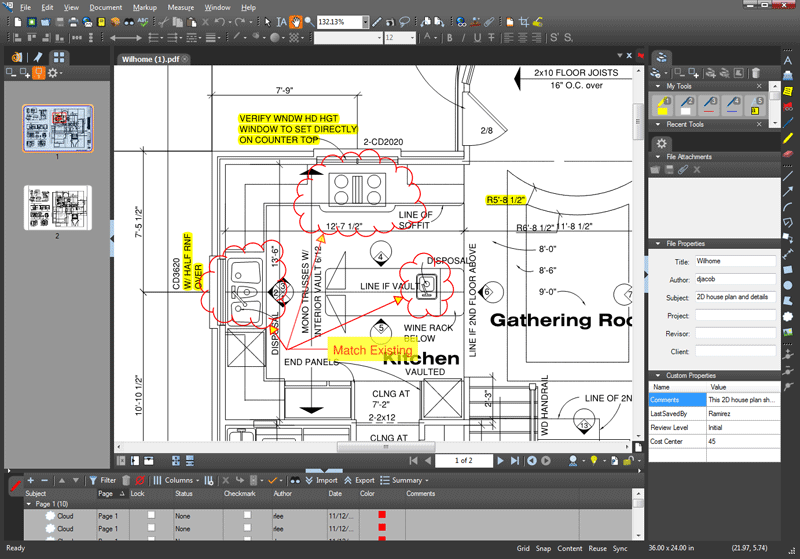 File Edit View Document Markup Measure Window Help
132.13%
12
Wilhome (1).pdf
1
2
7'-9"
2x10 FLOOR JOISTS
16" O.C. over
VERIFY WNDW HD HGT
WINDOW TO SET DIRECTLY
ON COUNTER TOP
2-CD2020
2/8
R5'-8 1/2"
LINE OF
SOFFIT
12'-7 1/2"
R6'-8 1/2"
11'-8 1/2"
7'-5 1/2"
CD3620
W/ HALF RNF
OVER
13'-6"
MONO TRUSSES W/
INTERIOR VAULT 6/12
4
DISPOSAL
8'-0"
8'-6"
9'-0"
LINE IF VAULT
LINE IF 2ND FLOOR ABOVE
2
3
6
5
DISPOSAL
WINE RACK
BELOW
Gathering Roo
Match Existing
Kitchen
VAULTED
END PANELS
CLNG AT
7'-2"
2-2x12
CLNG AT
10'-10 1/2"
2'-3"
WD HANDRAIL
LINE OF 2N
13
My Tools
Recent Tools
File Attachments
File Properties
Title: Wilhome
Author: djacob
Subject: 2D house plan and details
Project:
Revisor:
Client:
Custom Properties
Name Value
Comments This 2D house plan sh...
LastSavedBy Ramirez
Review Level Initial
Cost Center 45
1 of 2
Filter Columns Import Export Summary
Subject Page Lock Status Checkmark Author Date Color Comments
Page 1 (10)
Cloud Page 1 None rlee 11/12/...
Cloud Page 1 None rlee 11/12/...
Ready
Grid Snap Content Reuse Sync 36.00 x 24.00 in (21.97, 5.74)